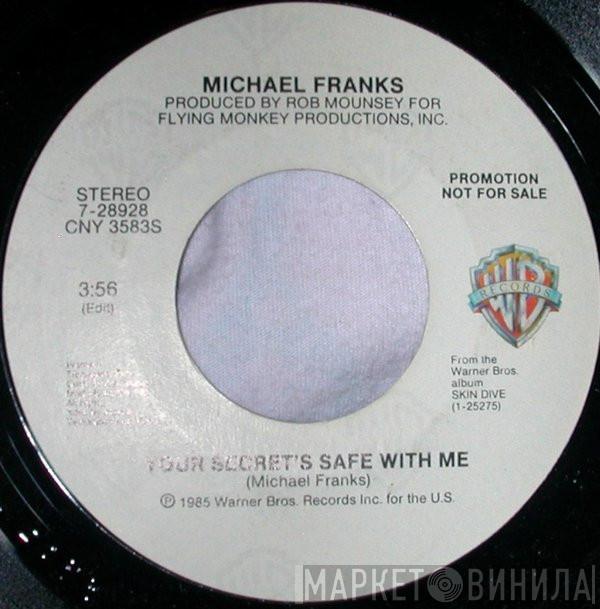 MICHAEL FRANKS
PRODUCED BY ROB MOUNSEY FOR
FLYING MONKEY PRODUCTIONS, INC.
STEREO
7-28928
CNY 3583S
PROMOTION
NOT FOR SALE
3:56
(Edit)
WB
RECORDS
From the
Warner Bros.
album
SKIN DIVE
(1-25275)
YOUR SECRET'S SAFE WITH ME
(Michael Franks)
℗ 1985 Warner Bros. Records Inc. for the U.S.
МАРКЕТ ВИНИЛА